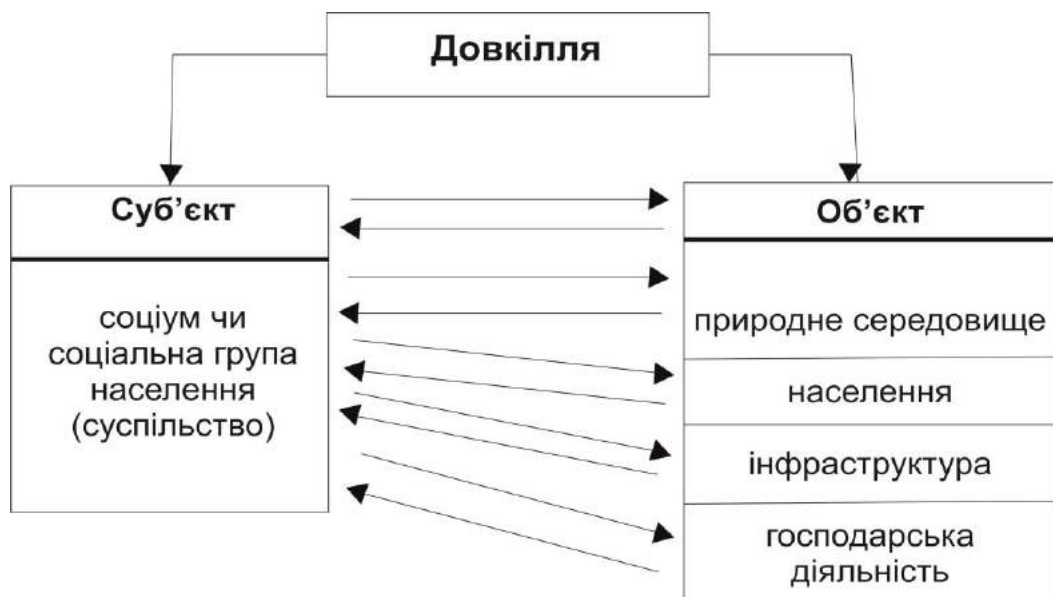 Довкілля
Суб’єкт
соціум чи
соціальна група
населення
(суспільство)
Об’єкт
природне середовище
населення
інфраструктура
господарська
діяльність